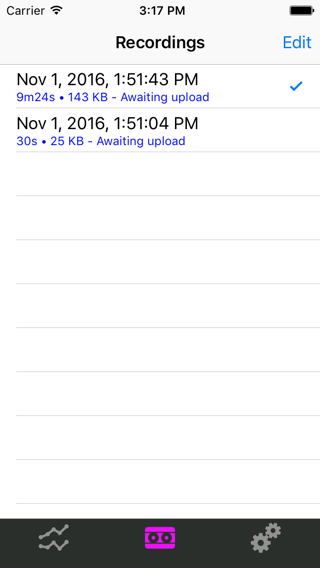 Carrier 3:17 PM
Recordings Edit
Nov 1, 2016, 1:51:43 PM
9m24s • 143 KB - Awaiting upload
Nov 1, 2016, 1:51:04 PM
30s • 25 KB - Awaiting upload